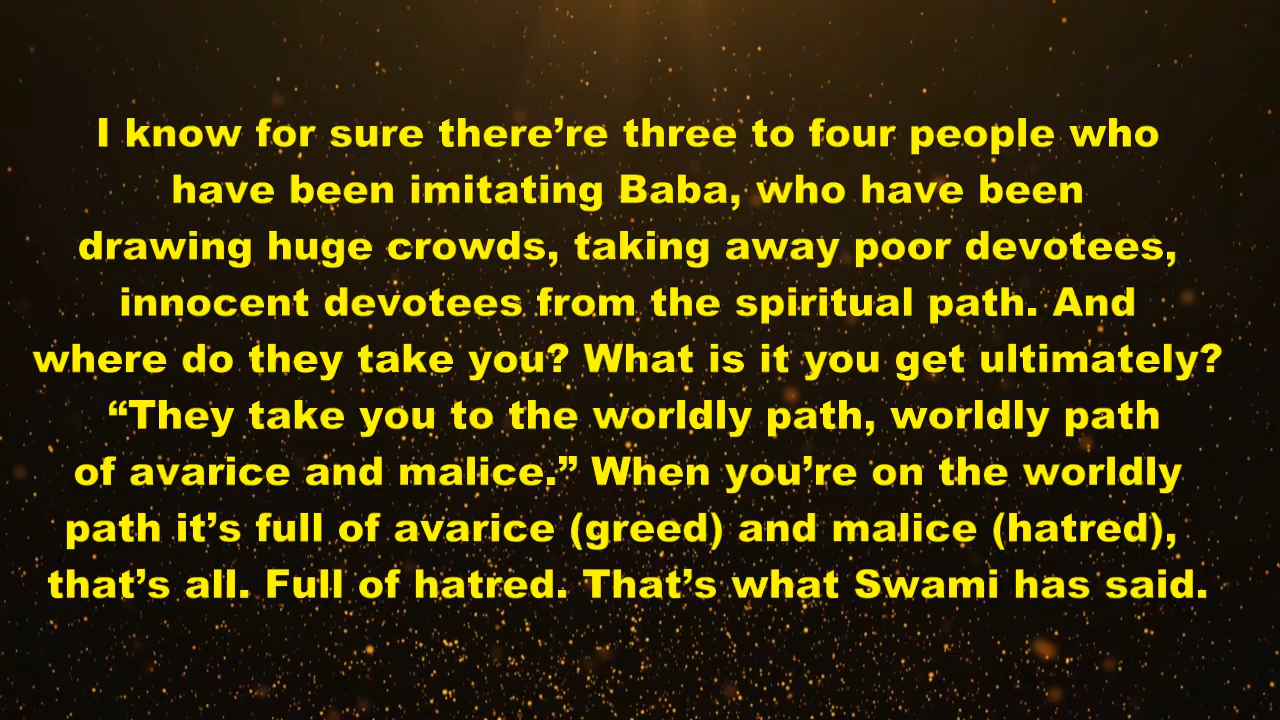 I know for sure there’re three to four people who
have been imitating Baba, who have been
drawing huge crowds, taking away poor devotees,
innocent devotees from the spiritual path. And
where do they take you? What is it you get ultimately?
“They take you to the worldly path, worldly path
of avarice and malice.” When you’re on the worldly
path it’s full of avarice (greed) and malice (hatred),
that’s all. Full of hatred. That’s what Swami has said.